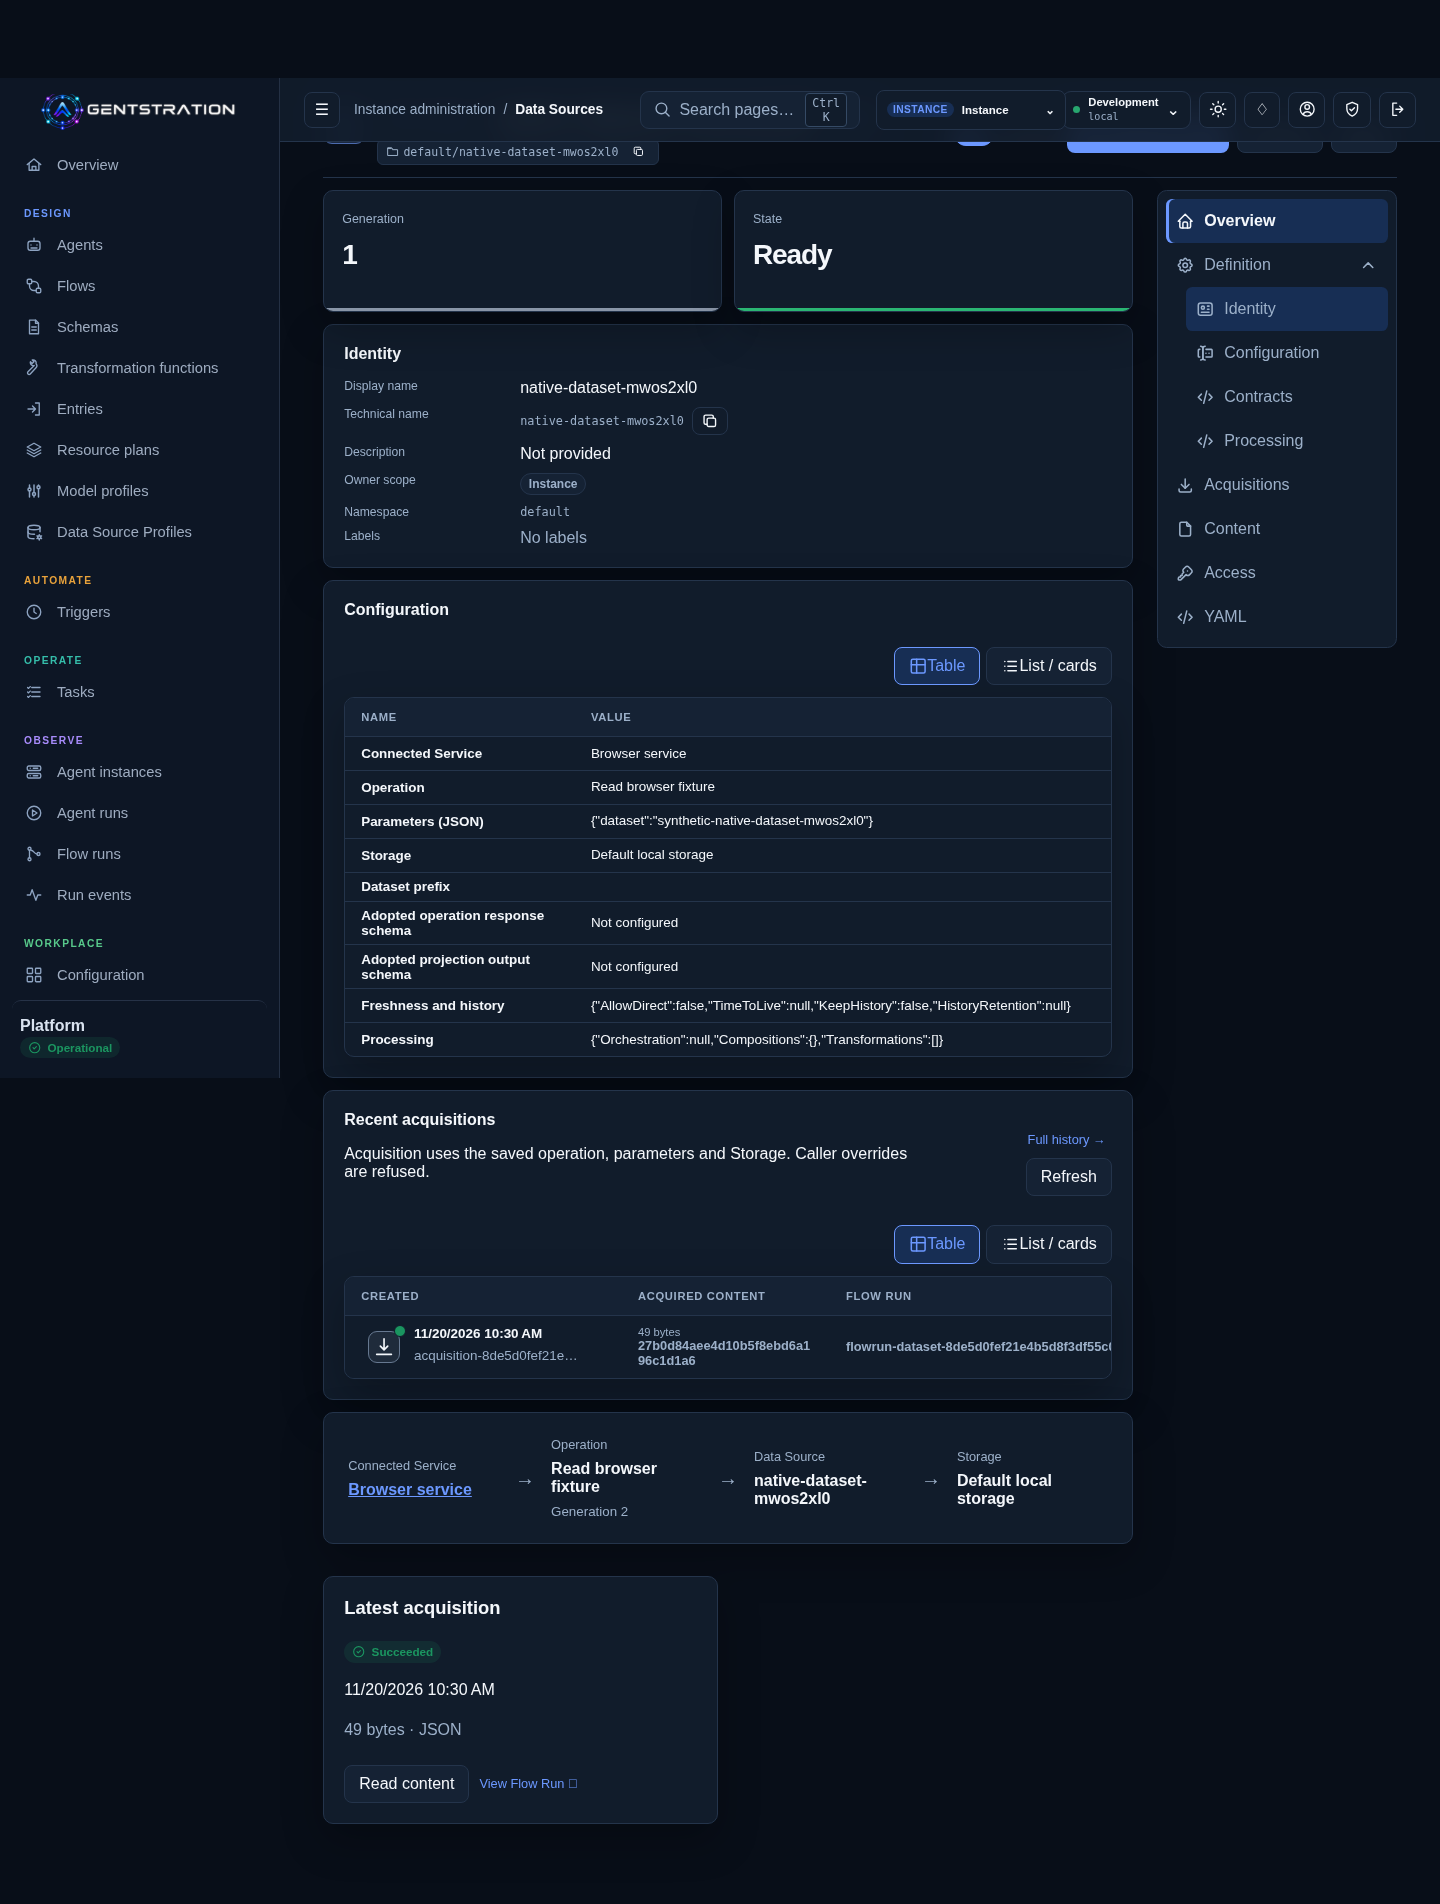 GENTSTRATION
☰
Instance administration / Data Sources
Search pages…
Ctrl
K
INSTANCE Instance
Development
local
Overview
DESIGN
Agents
Flows
Schemas
Transformation functions
Entries
Resource plans
Model profiles
Data Source Profiles
AUTOMATE
Triggers
OPERATE
Tasks
OBSERVE
Agent instances
Agent runs
Flow runs
Run events
WORKPLACE
Configuration
Platform
Operational
default/native-dataset-mwos2xl0
Generation
1
State
Ready
Identity
Display name native-dataset-mwos2xl0
Technical name native-dataset-mwos2xl0
Description Not provided
Owner scope Instance
Namespace default
Labels No labels
Configuration
Table List / cards
NAME VALUE
Connected Service Browser service
Operation Read browser fixture
Parameters (JSON) {"dataset":"synthetic-native-dataset-mwos2xl0"}
Storage Default local storage
Dataset prefix
Adopted operation response
schema
Not configured
Adopted projection output
schema
Not configured
Freshness and history {"AllowDirect":false,"TimeToLive":null,"KeepHistory":false,"HistoryRetention":null}
Processing {"Orchestration":null,"Compositions":{},"Transformations":[]}
Recent acquisitions
Acquisition uses the saved operation, parameters and Storage. Caller overrides
are refused.
Full history →
Refresh
Table List / cards
CREATED ACQUIRED CONTENT FLOW RUN
11/20/2026 10:30 AM
acquisition-8de5d0fef21e…
49 bytes
27b0d84aee4d10b5f8ebd6a1
96c1d1a6
flowrun-dataset-8de5d0fef21e4b5d8f3df55c
Connected Service
Browser service
→
Operation
Read browser
fixture
Generation 2
→
Data Source
native-dataset-
mwos2xl0
→
Storage
Default local
storage
Latest acquisition
Succeeded
11/20/2026 10:30 AM
49 bytes · JSON
Read content View Flow Run
Overview
Definition
Identity
Configuration
Contracts
Processing
Acquisitions
Content
Access
YAML